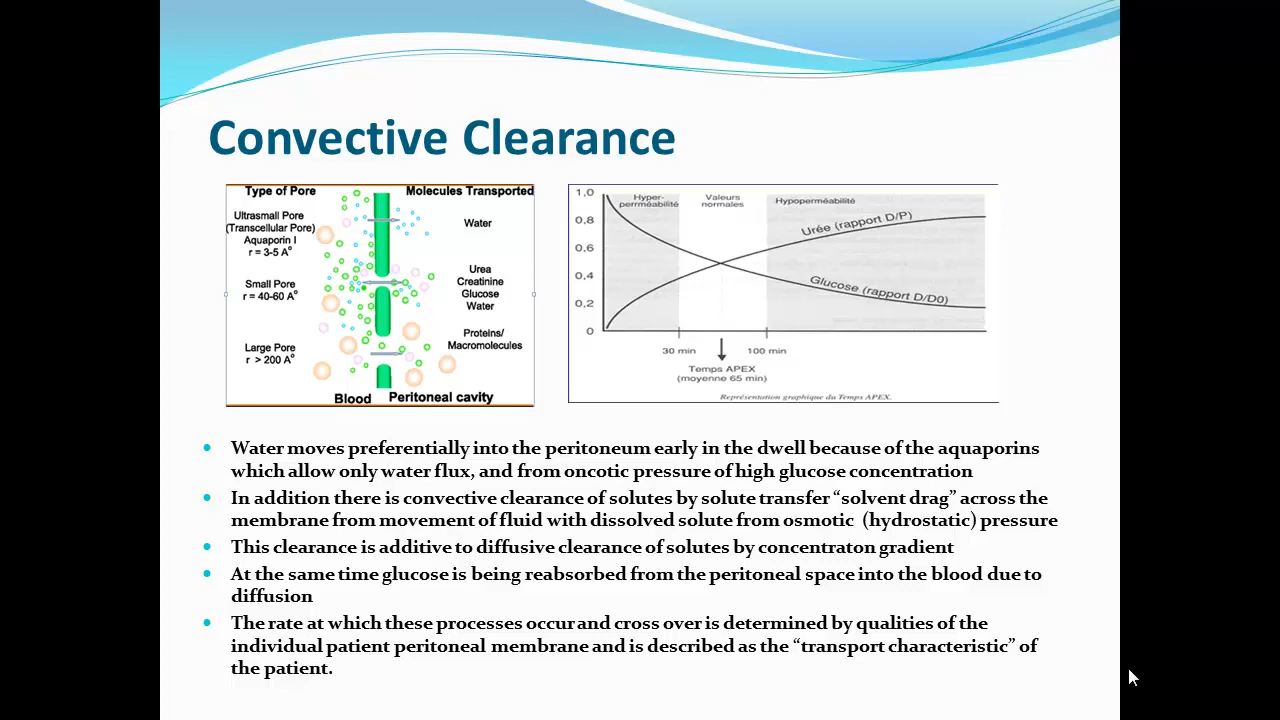 Convective Clearance
Type of Pore
Molecules Transported
Ultrasmall Pore
(Transcellular Pore)
Aquaporin I
r = 3-5 A°
Water
Small Pore
r = 40-60 A°
Urea
Creatinine
Glucose
Water
Large Pore
r > 200 A°
Proteins/
Macromolecules
Blood
Peritoneal cavity
1,0
0,8
0,6
0,4
0,2
0
Hyper-
perméabilité
Valeurs
normales
Hypoperméabilité
Urée (rapport D/P)
Glucose (rapport D/D0)
30 min
100 min
Temps APEX
(moyenne 65 min)
Représentation graphique du Temps APEX.
• Water moves preferentially into the peritoneum early in the dwell because of the aquaporins
which allow only water flux, and from oncotic pressure of high glucose concentration
• In addition there is convective clearance of solutes by solute transfer “solvent drag” across the
membrane from movement of fluid with dissolved solute from osmotic (hydrostatic) pressure
• This clearance is additive to diffusive clearance of solutes by concentraton gradient
• At the same time glucose is being reabsorbed from the peritoneal space into the blood due to
diffusion
• The rate at which these processes occur and cross over is determined by qualities of the
individual patient peritoneal membrane and is described as the “transport characteristic” of
the patient.